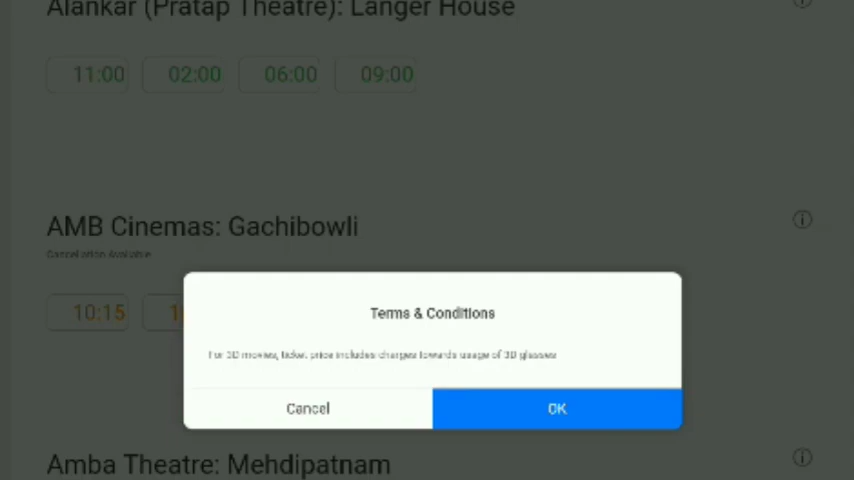 Alankar (Pratap Theatre): Langer House
11:00 02:00 06:00 09:00
AMB Cinemas: Gachibowli
Cancellation Available
10:15 1
Terms & Conditions
For 3D movies, ticket price includes charges towards usage of 3D glasses
Cancel OK
Amba Theatre: Mehdipatnam